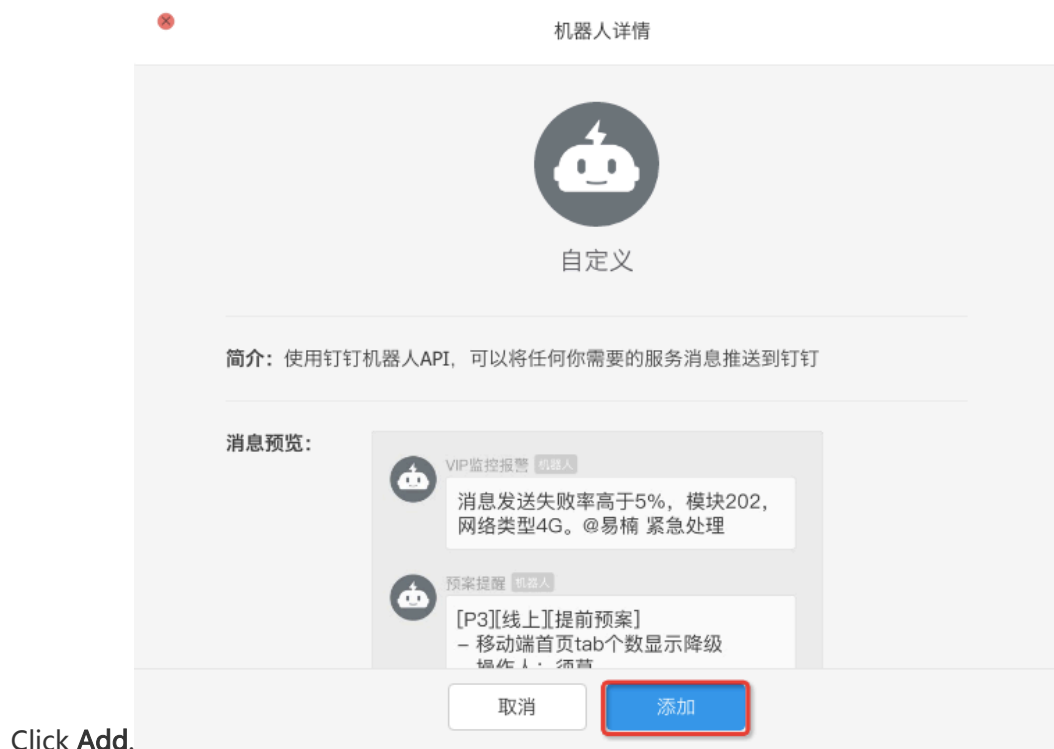 机器人详情
自定义
简介：使用钉钉机器人API，可以将任何你需要的服务消息推送到钉钉
消息预览：
VIP监控报警 机器人
消息发送失败率高于5%，模块202，
网络类型4G。@易楠 紧急处理
预案提醒 机器人
[P3][线上][提前预案]
– 移动端首页tab个数显示降级
操作人：须莫
取消
添加
Click Add.